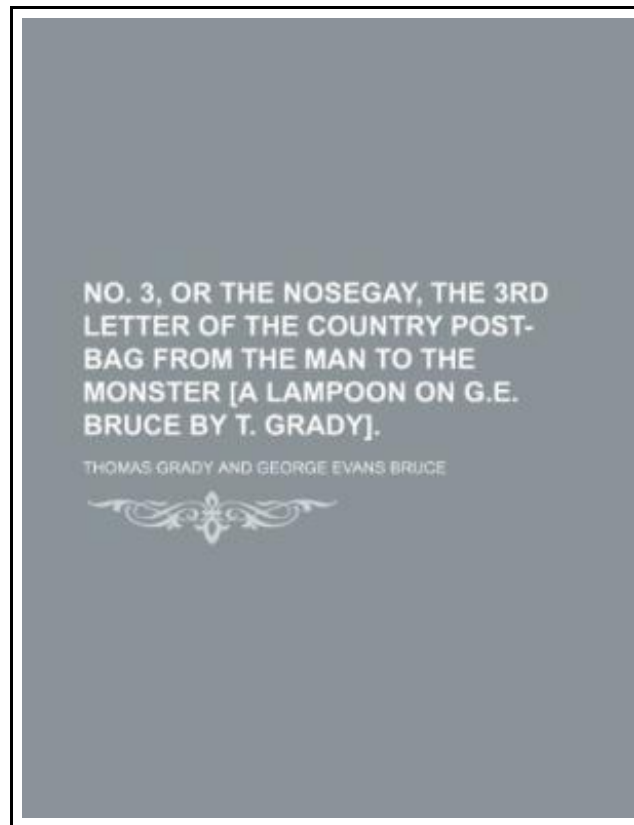 NO. 3, OR THE NOSEGAY, THE 3RD
LETTER OF THE COUNTRY POST-
BAG FROM THE MAN TO THE
MONSTER [A LAMPOON ON G.E.
BRUCE BY T. GRADY].
THOMAS GRADY AND GEORGE EVANS BRUCE